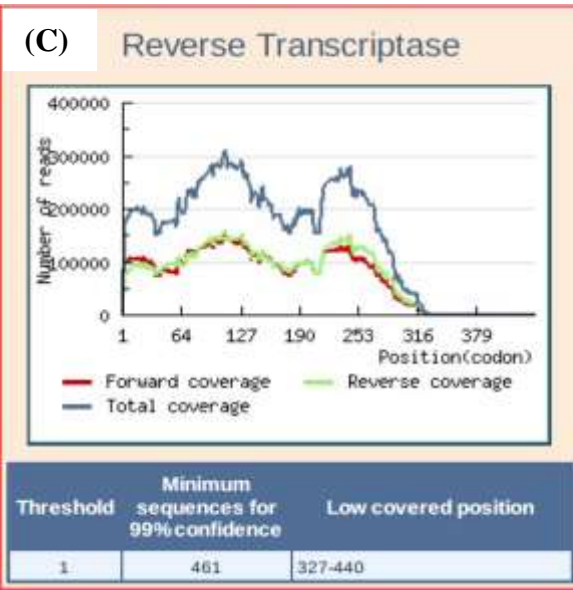 (C) Reverse Transcriptase
400000
300000
200000
100000
0
Number of reads
1 64 127 190 253 316 379
Position(codon)
Forward coverage Reverse coverage
Total coverage
Threshold Minimum sequences for 99% confidence Low covered position
1 461 327-440